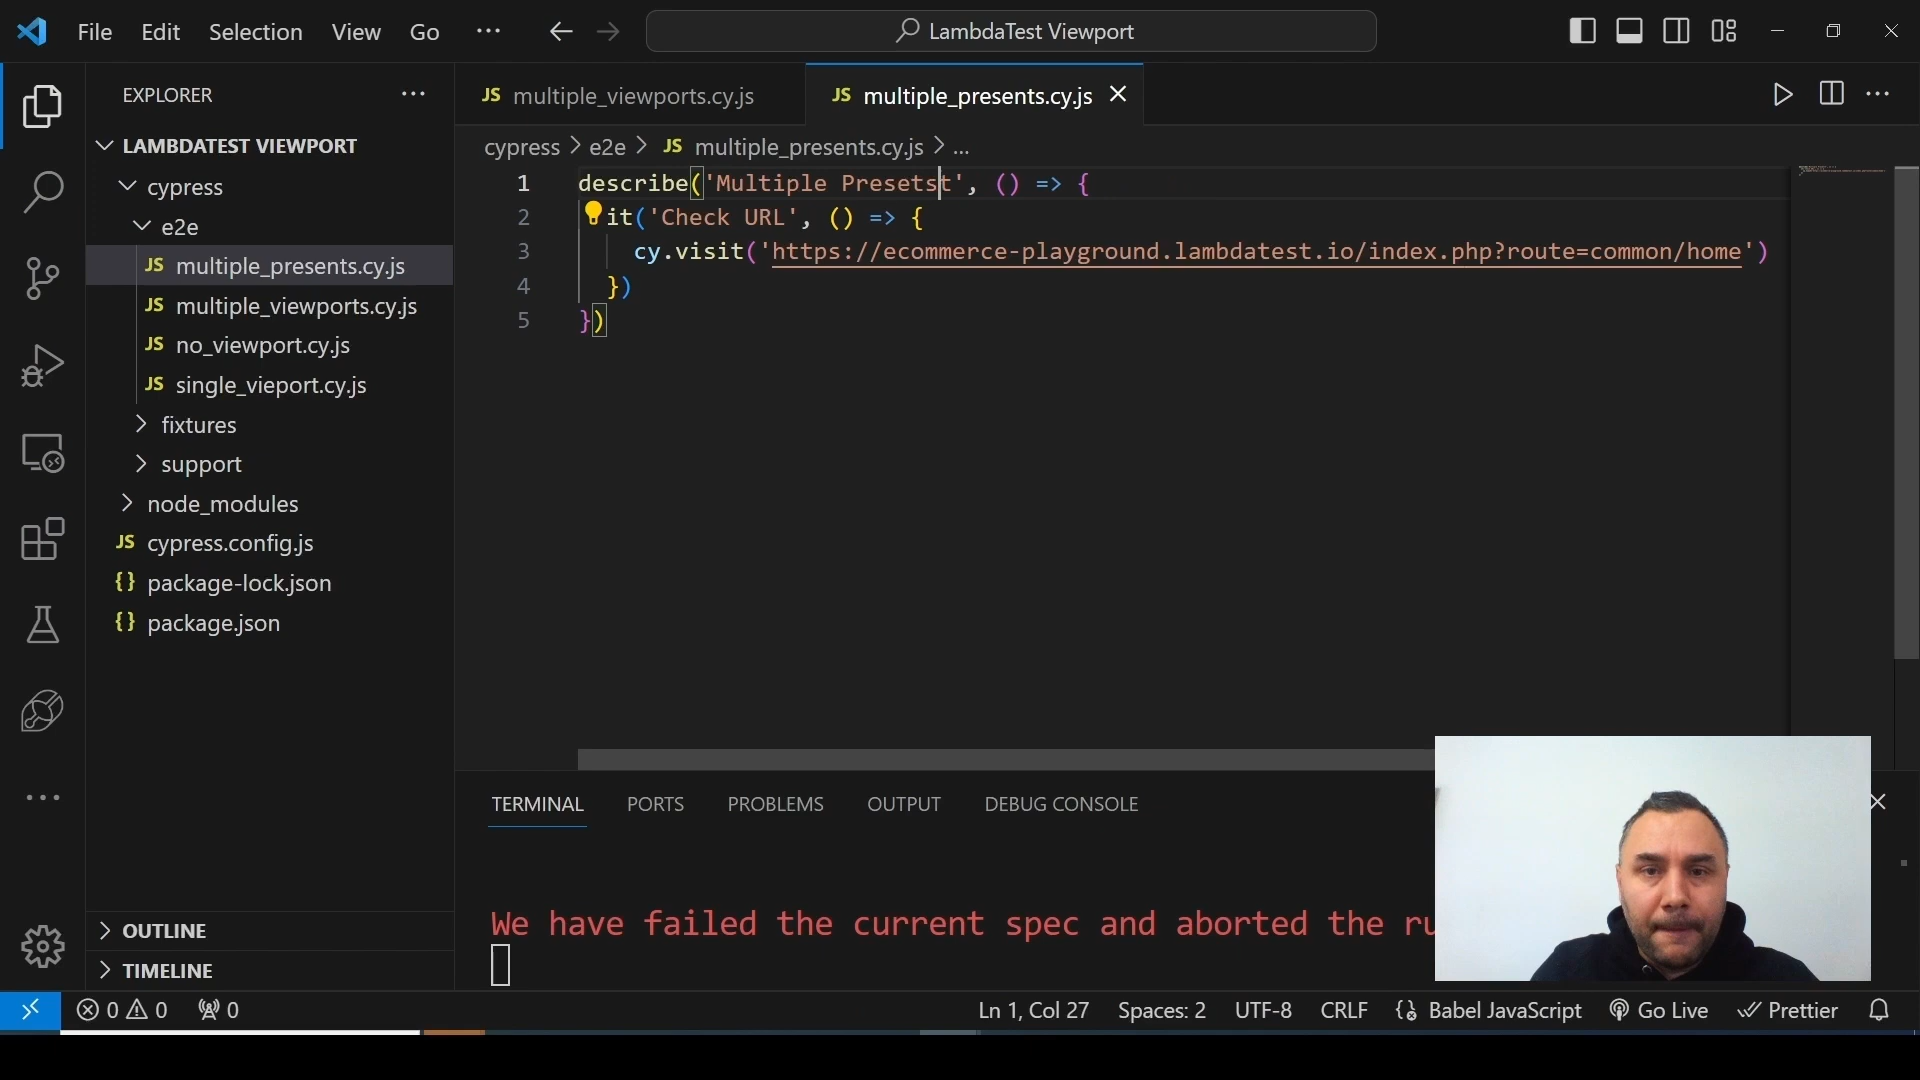 File Edit Selection View Go ... LambdaTest Viewport
EXPLORER ...
LAMBDATEST VIEWPORT
cypress
e2e
JS multiple_presents.cy.js
JS multiple_viewports.cy.js
JS no_viewport.cy.js
JS single_vieport.cy.js
fixtures
support
node_modules
JS cypress.config.js
{} package-lock.json
{} package.json
OUTLINE
TIMELINE
JS multiple_viewports.cy.js JS multiple_presents.cy.js
cypress > e2e > JS multiple_presents.cy.js > ...
1 describe('Multiple Presetst', () => {
2 it('Check URL', () => {
3 cy.visit('https://ecommerce-playground.lambdatest.io/index.php?route=common/home')
4 })
5 })
TERMINAL PORTS PROBLEMS OUTPUT DEBUG CONSOLE
We have failed the current spec and aborted the ru
0 0 0 Ln 1, Col 27 Spaces: 2 UTF-8 CRLF {} Babel JavaScript Go Live Prettier